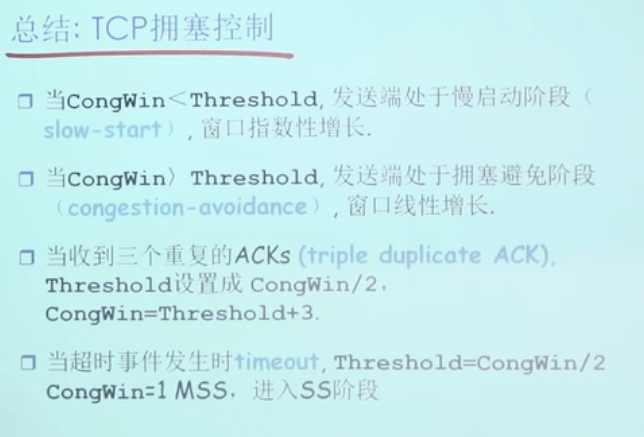 总结: TCP拥塞控制
当CongWin<Threshold, 发送端处于慢启动阶段（
slow-start）, 窗口指数性增长.
当CongWin〉Threshold, 发送端处于拥塞避免阶段
（congestion-avoidance）, 窗口线性增长.
当收到三个重复的ACKs (triple duplicate ACK),
Threshold设置成 CongWin/2,
CongWin=Threshold+3.
当超时事件发生时timeout, Threshold=CongWin/2
CongWin=1 MSS, 进入SS阶段